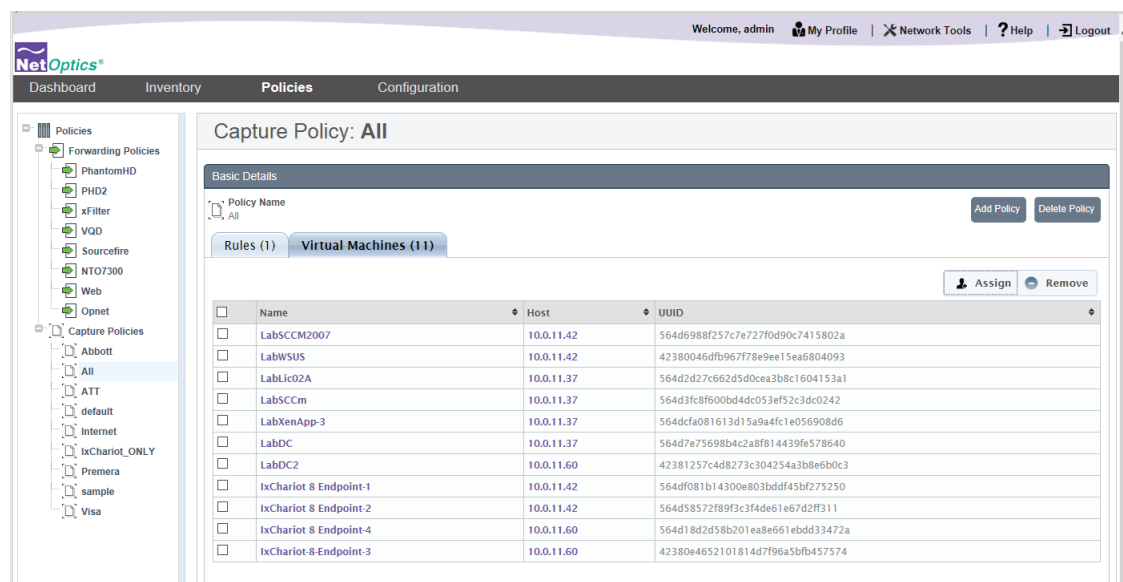 Welcome, admin My Profile | Network Tools | ? Help | Logout
NetOptics®
Dashboard Inventory Policies Configuration
Policies
Forwarding Policies
PhantomHD
PHD2
xFilter
VQD
Sourcefire
NTO7300
Web
Opnet
Capture Policies
Abbott
All
ATT
default
Internet
IxChariot_ONLY
Premera
sample
Visa
Capture Policy: All
Basic Details
Policy Name
All
Add Policy Delete Policy
Rules (1) Virtual Machines (11)
Assign Remove
Name Host UUID
LabSCCM2007 10.0.11.42 564d6988f257c7e727f0d90c7415802a
LabWSUS 10.0.11.42 42380046dfb967f78e9ee15ea6804093
LabLic02A 10.0.11.37 564d2d27c662d5d0cea3b8c1604153a1
LabSCCm 10.0.11.37 564d3fc8f600bd4dc053ef52c3dc0242
LabXenApp-3 10.0.11.37 564dcfa081613d15a9a4fc1e056908d6
LabDC 10.0.11.37 564d7e75698b4c2a8f814439fe578640
LabDC2 10.0.11.60 42381257c4d8273c304254a3b8e6b0c3
IxChariot 8 Endpoint-1 10.0.11.42 564df081b14300e803bddf45bf275250
IxChariot 8 Endpoint-2 10.0.11.42 564d58572f89f3c3f4de61e67d2ff311
IxChariot 8 Endpoint-4 10.0.11.60 564d18d2d58b201ea8e661ebdd33472a
IxChariot-8-Endpoint-3 10.0.11.60 42380e4652101814d7f96a5bfb457574